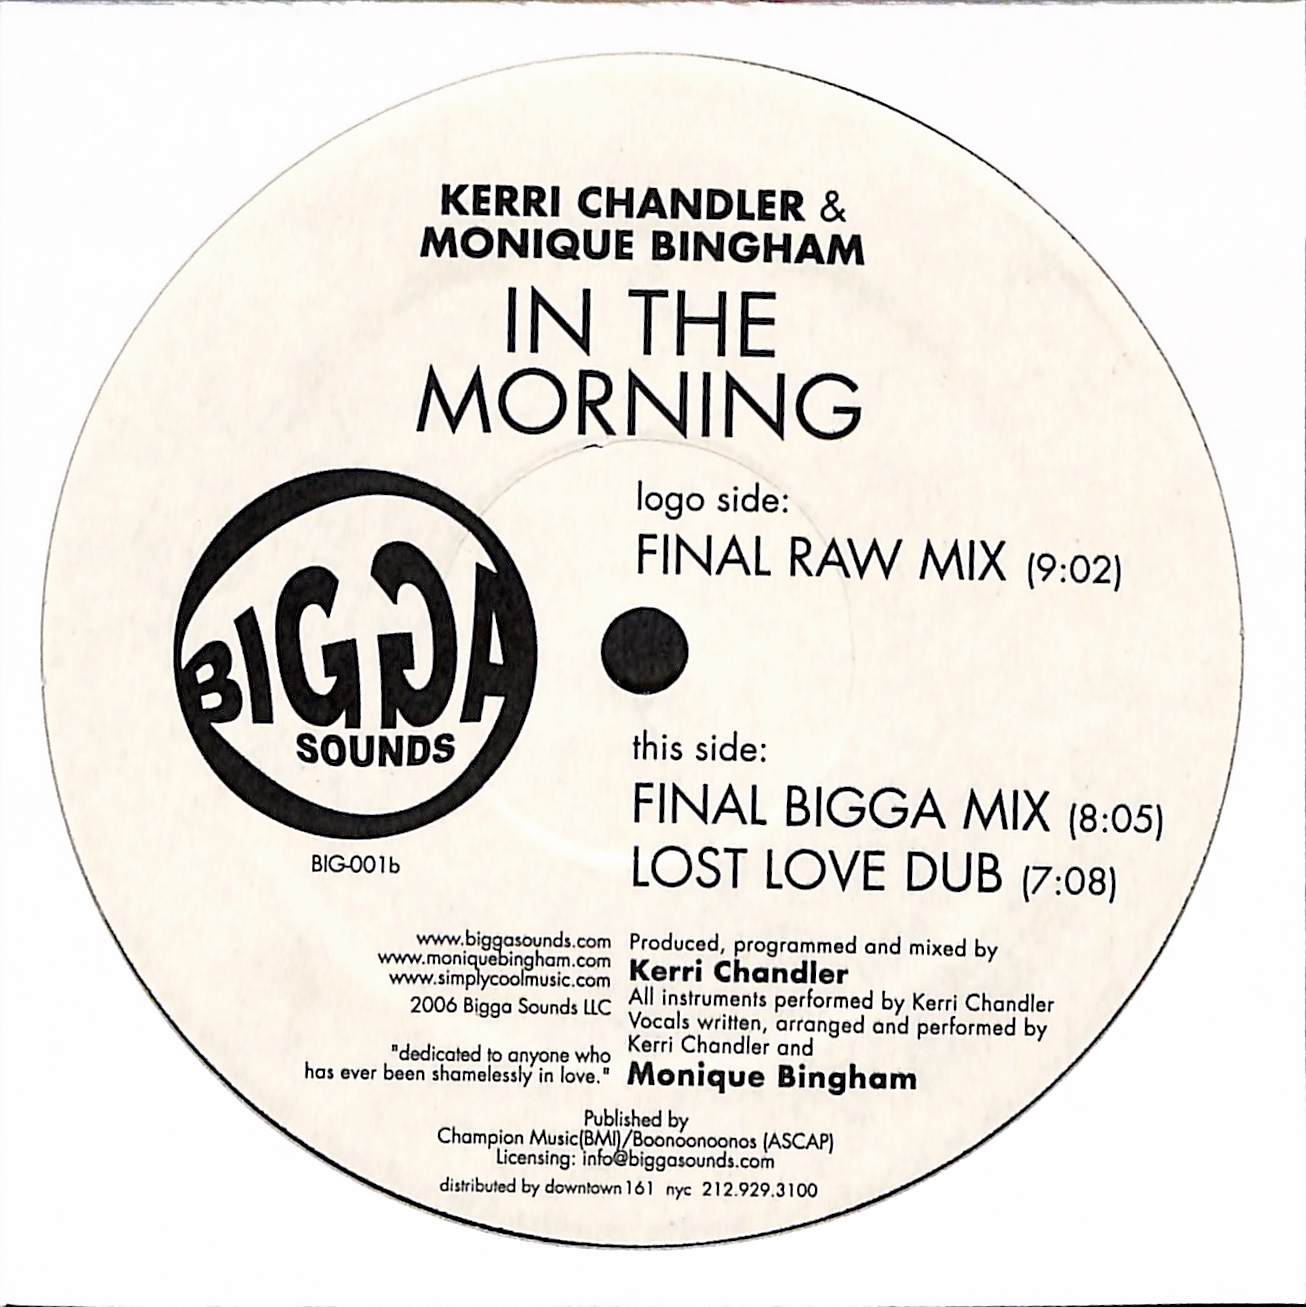 KERRI CHANDLER &
MONIQUE BINGHAM
IN THE
MORNING
logo side:
FINAL RAW MIX (9:02)
BIGGA
SOUNDS
BIG-001b
this side:
FINAL BIGGA MIX (8:05)
LOST LOVE DUB (7:08)
www.biggasounds.com
www.moniquebingham.com
www.simplycoolmusic.com
2006 Bigga Sounds LLC
"dedicated to anyone who
has ever been shamelessly in love."
Produced, programmed and mixed by
Kerri Chandler
All instruments performed by Kerri Chandler
Vocals written, arranged and performed by
Kerri Chandler and
Monique Bingham
Published by
Champion Music(BMI)/Boonoonoonos (ASCAP)
Licensing: info@biggasounds.com
distributed by downtown161 nyc 212.929.3100